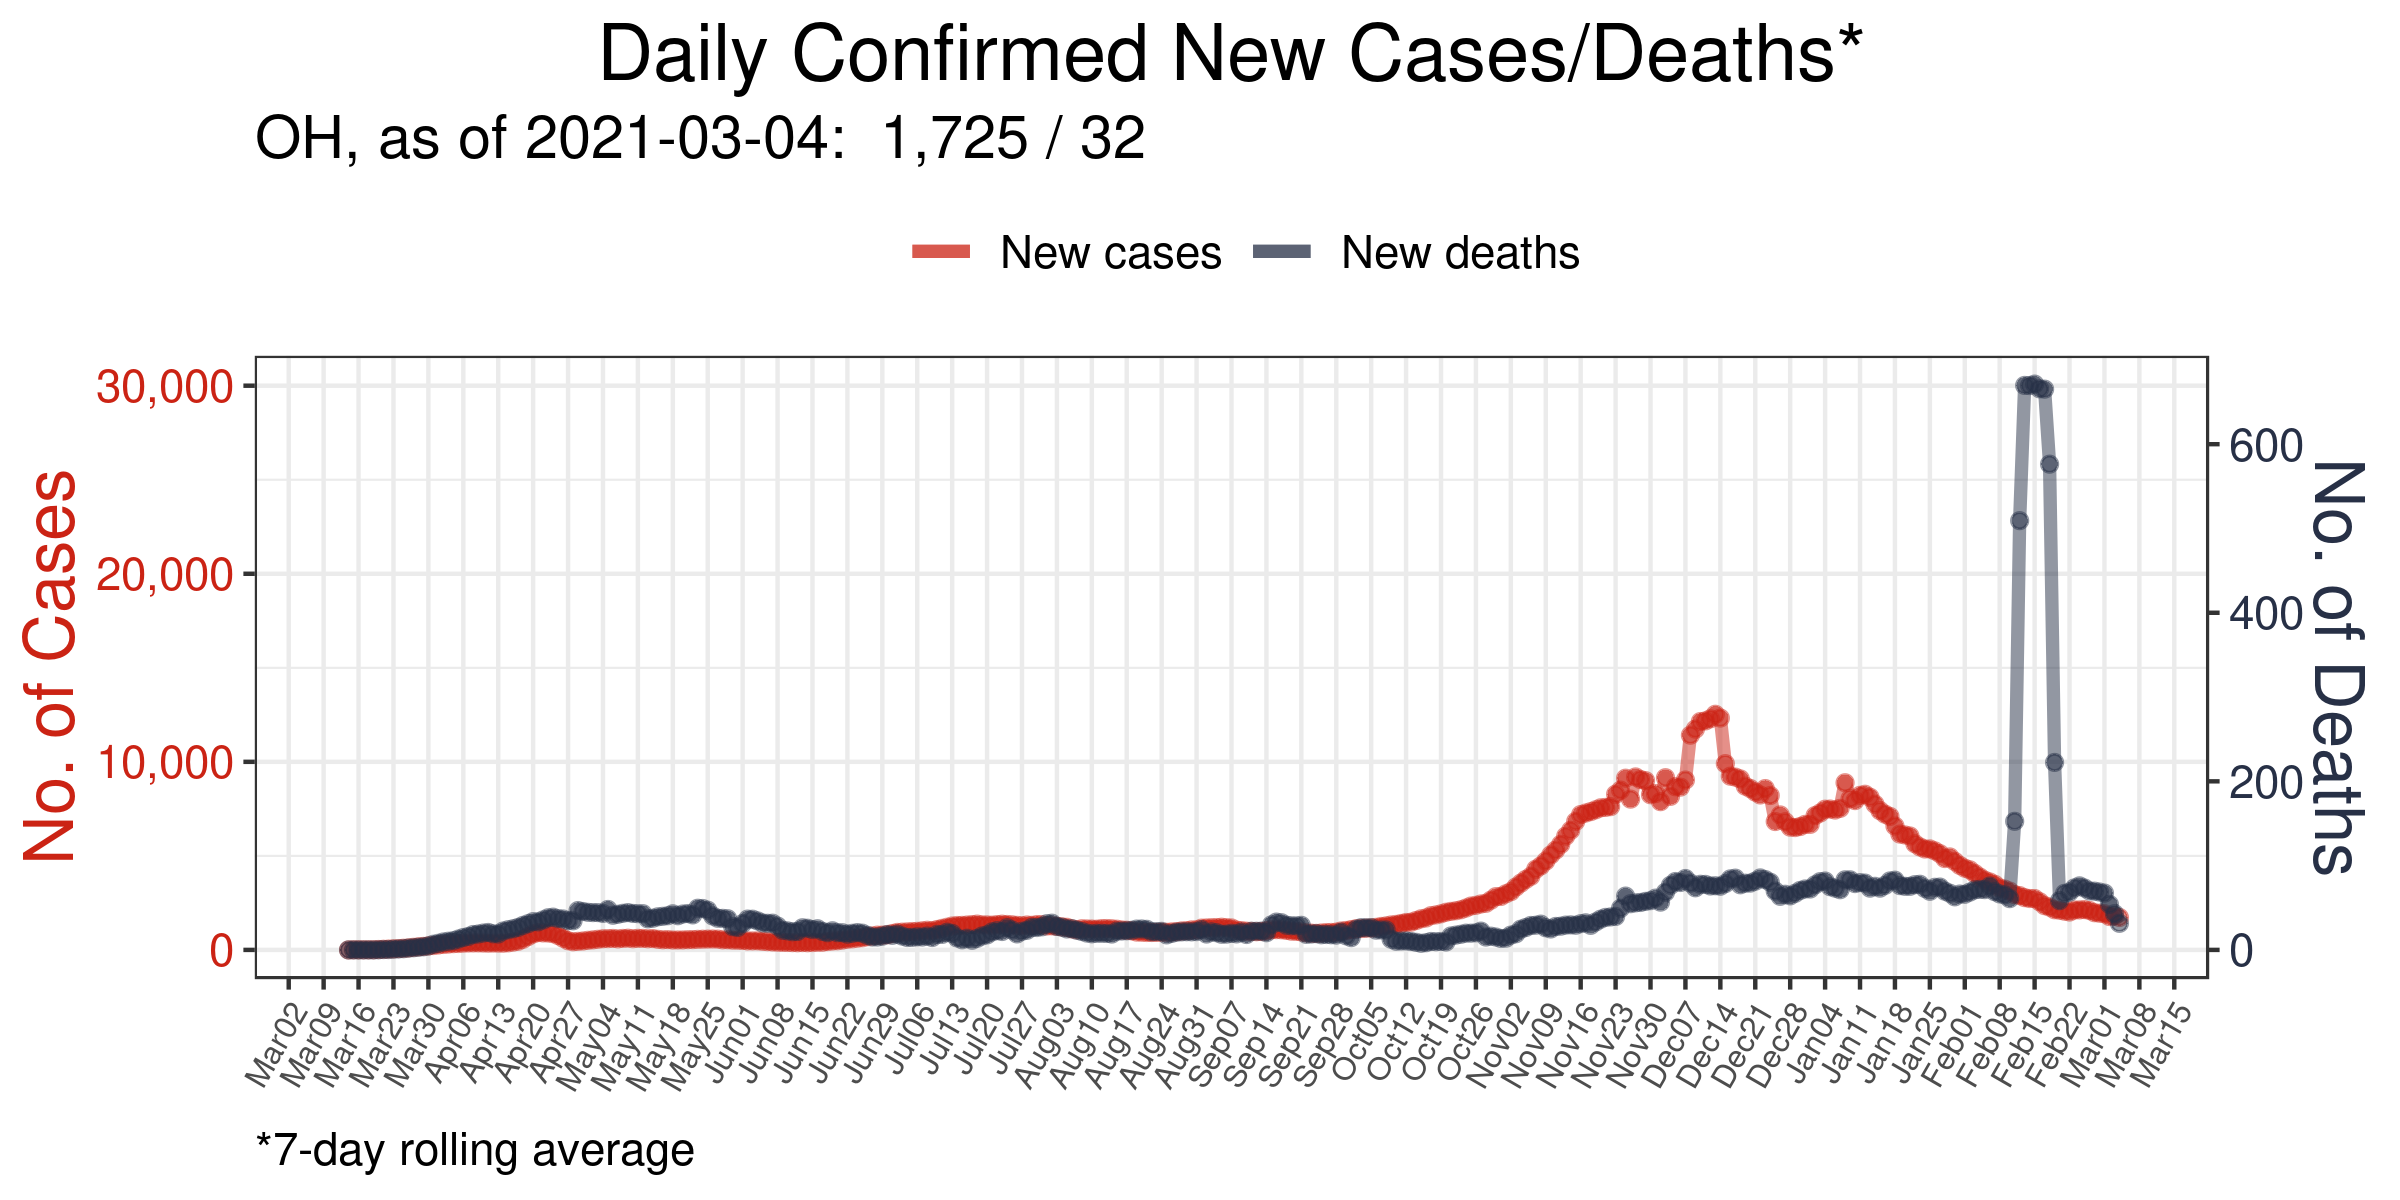 Daily Confirmed New Cases/Deaths*
OH, as of 2021-03-04:  1,725 / 32
New cases
New deaths
No. of Cases
30,000
20,000
10,000
0
600
400
200
0
No. of Deaths
Mar02
Mar09
Mar16
Mar23
Mar30
Apr06
Apr13
Apr20
Apr27
May04
May11
May18
May25
Jun01
Jun08
Jun15
Jun22
Jun29
Jul06
Jul13
Jul20
Jul27
Aug03
Aug10
Aug17
Aug24
Aug31
Sep07
Sep14
Sep21
Sep28
Oct05
Oct12
Oct19
Oct26
Nov02
Nov09
Nov16
Nov23
Nov30
Dec07
Dec14
Dec21
Dec28
Jan04
Jan11
Jan18
Jan25
Feb01
Feb08
Feb15
Feb22
Mar01
Mar08
Mar15
*7-day rolling average